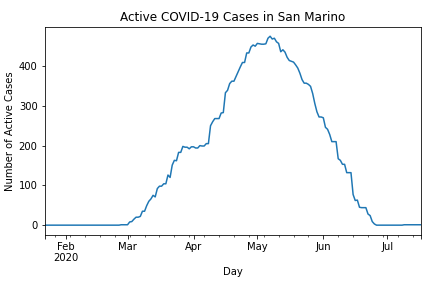 Active COVID-19 Cases in San Marino
Number of Active Cases
400
300
200
100
0
Feb
2020
Mar
Apr
May
Jun
Jul
Day